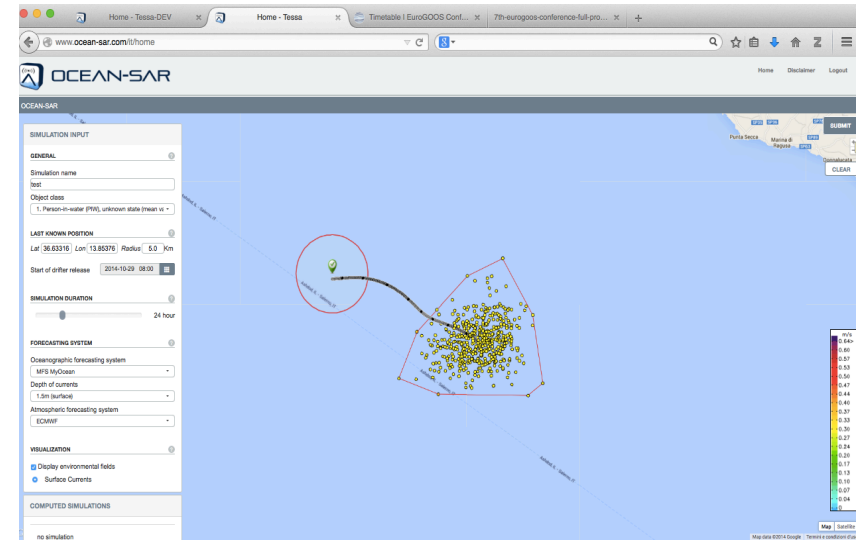 Home - Tessa-DEV
Home - Tessa
Timetable | EuroGOOS Conf...
7th-eurogoos-conference-full-pro...
www.ocean-sar.com/it/home
OCEAN-SAR
Home Disclaimer Logout
OCEAN-SAR
SUBMIT
CLEAR
SIMULATION INPUT
GENERAL
Simulation name
test
Object class
1. Person-in-water (PIW), unknown state (mean va
LAST KNOWN POSITION
Lat 36.63316 Lon 13.85376 Radius 5.0 Km
Start of drifter release 2014-10-29 08:00
SIMULATION DURATION
24 hour
FORECASTING SYSTEM
Oceanographic forecasting system
MFS MyOcean
Depth of currents
1.5m (surface)
Atmospheric forecasting system
ECMWF
VISUALIZATION
Display environmental fields
Surface Currents
COMPUTED SIMULATIONS
no simulation
Punta Secca
Marina di
Ragusa
m/s
0.64>
0.60
0.57
0.53
0.50
0.47
0.44
0.40
0.37
0.33
0.30
0.27
0.24
0.20
0.17
0.13
0.10
0.07
0.04
0
Map Satellite
Map data ©2014 Google Termini e condizioni d'us